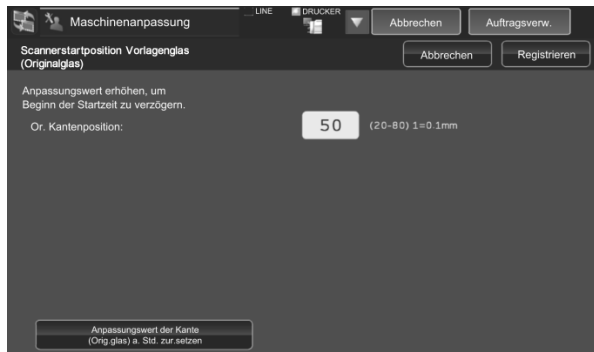 Maschinenanpassung
LINE
DRUCKER
Abbrechen
Auftragsverw.
Scannerstartposition Vorlagenglas
(Originalglas)
Abbrechen
Registrieren
Anpassungswert erhöhen, um
Beginn der Startzeit zu verzögern.
Or. Kantenposition:
50
(20-80) 1=0.1mm
Anpassungswert der Kante
(Orig.glas) a. Std. zur.setzen